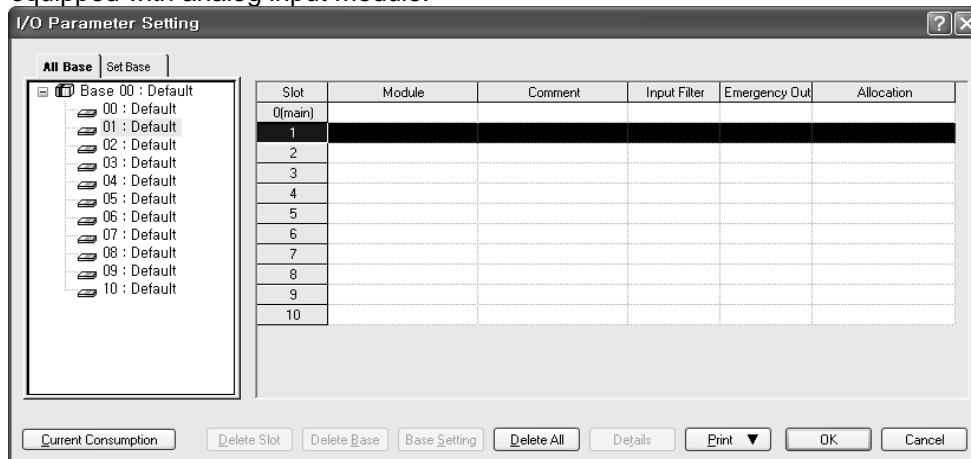 equipped with analog input module.
I/O Parameter Setting
All Base Set Base
Base 00 : Default
00 : Default
01 : Default
02 : Default
03 : Default
04 : Default
05 : Default
06 : Default
07 : Default
08 : Default
09 : Default
10 : Default
Slot Module Comment Input Filter Emergency Out Allocation
0(main)
1
2
3
4
5
6
7
8
9
10
Current Consumption Delete Slot Delete Base Base Setting Delete All Details Print ▼ OK Cancel